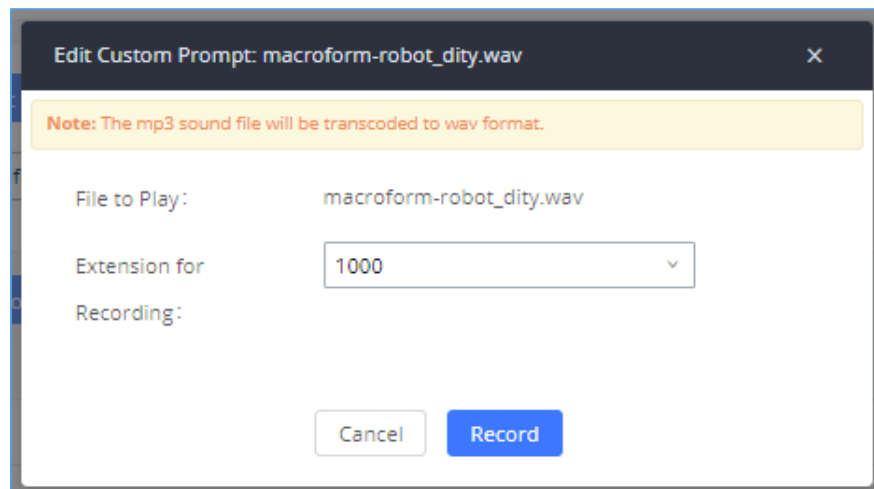 Edit Custom Prompt: macroform-robot_dity.wav
Note: The mp3 sound file will be transcoded to wav format.
File to Play: macroform-robot_dity.wav
Extension for 1000
Recording:
Cancel Record